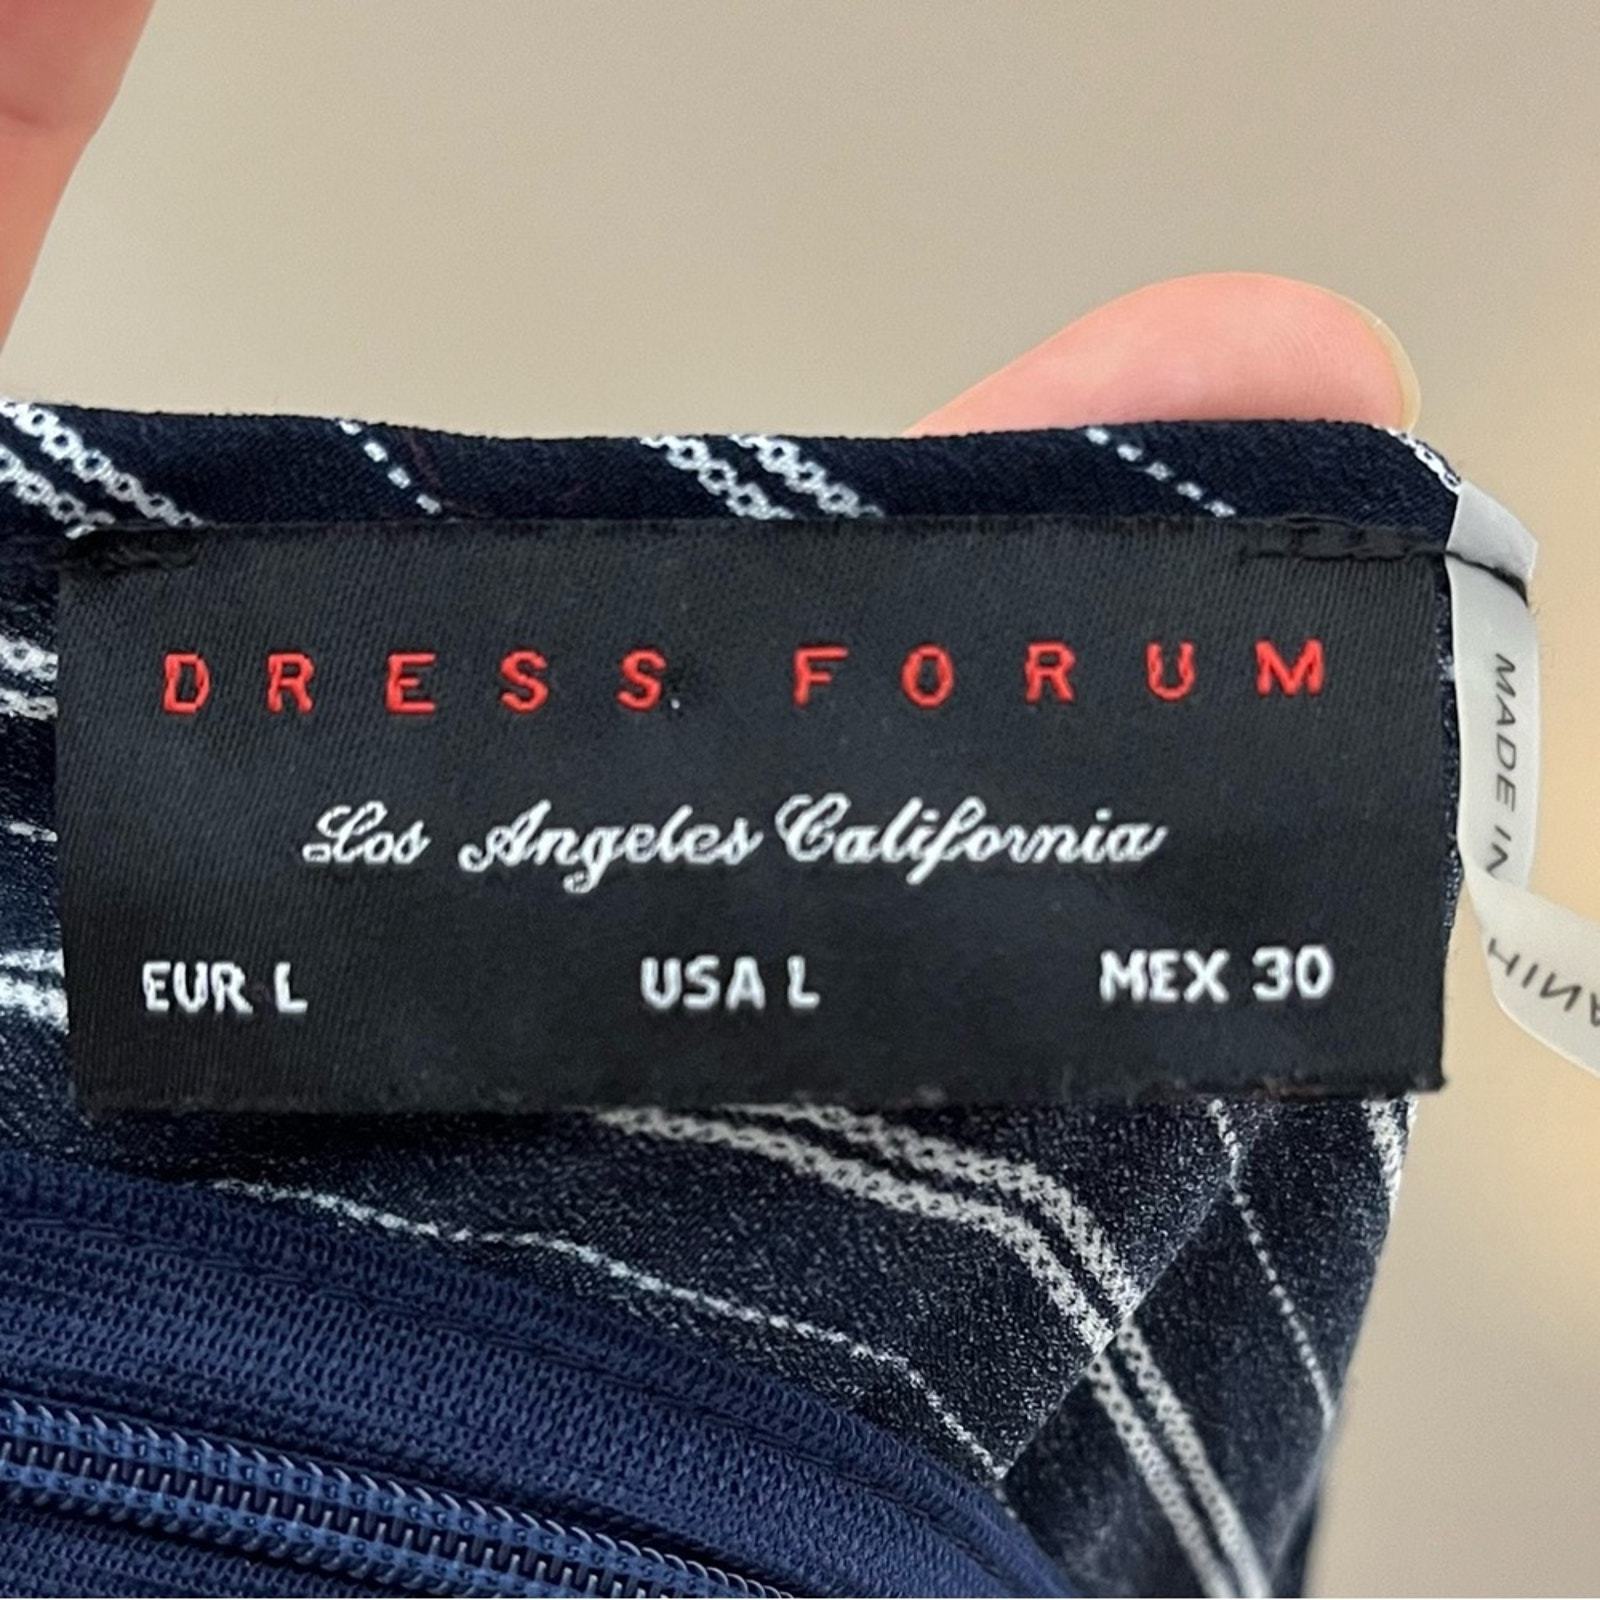 DRESS FORUM
Los Angeles California
EUR L USA L MEX 30
MADE IN